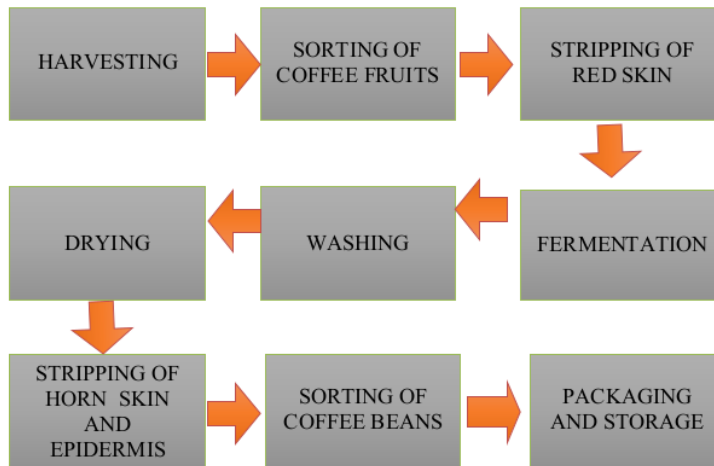 HARVESTING
SORTING OF
COFFEE FRUITS
STRIPPING OF
RED SKIN
FERMENTATION
WASHING
DRYING
STRIPPING OF
HORN SKIN
AND
EPIDERMIS
SORTING OF
COFFEE BEANS
PACKAGING
AND STORAGE